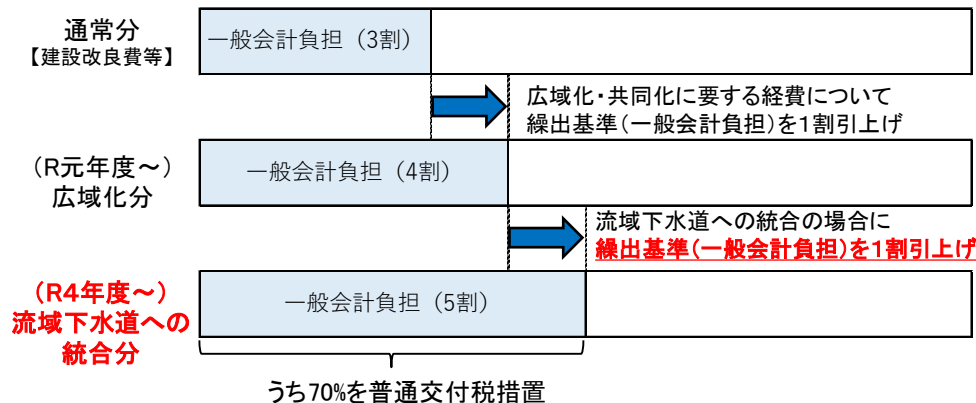 通常分
【建設改良費等】
一般会計負担（3割）
広域化・共同化に要する経費について
繰出基準（一般会計負担）を1割引上げ
（R元年度～）
広域化分
一般会計負担（4割）
流域下水道への統合の場合に
繰出基準（一般会計負担）を1割引上げ
（R4年度～）
流域下水道への
統合分
一般会計負担（5割）
うち70%を普通交付税措置